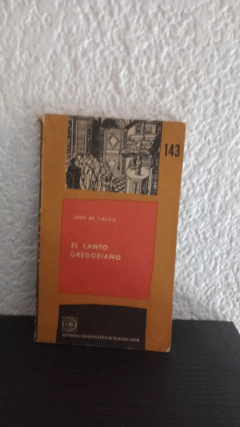 143
JEAN DE VALOIS
EL CANTO
GREGORIANO
EDITORIAL UNIVERSITARIA DE BUENOS AIRES